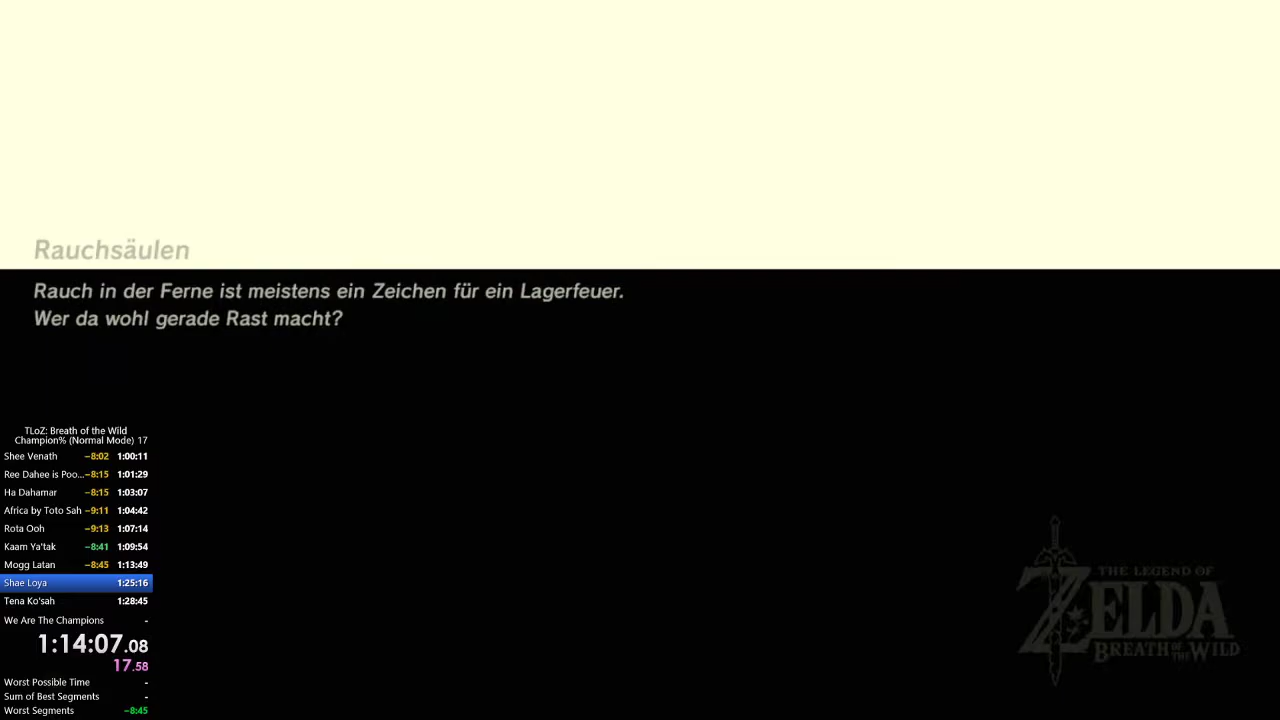 Rauchsäulen
Rauch in der Ferne ist meistens ein Zeichen für ein Lagerfeuer.
Wer da wohl gerade Rast macht?
TLoZ: Breath of the Wild
Champion% (Normal Mode) 17
Shee Venath −8:02 1:00:11
Ree Dahee is Poo... −8:15 1:01:29
Ha Dahamar −8:15 1:03:07
Africa by Toto Sah −9:11 1:04:42
Rota Ooh −9:13 1:07:14
Kaam Ya'tak −8:41 1:09:54
Mogg Latan −8:45 1:13:49
Shae Loya 1:25:16
Tena Ko'sah 1:28:45
We Are The Champions -
1:14:07.08
17.58
Worst Possible Time -
Sum of Best Segments -
Worst Segments −8:45
THE LEGEND OF
ZELDA
BREATH OF THE WILD